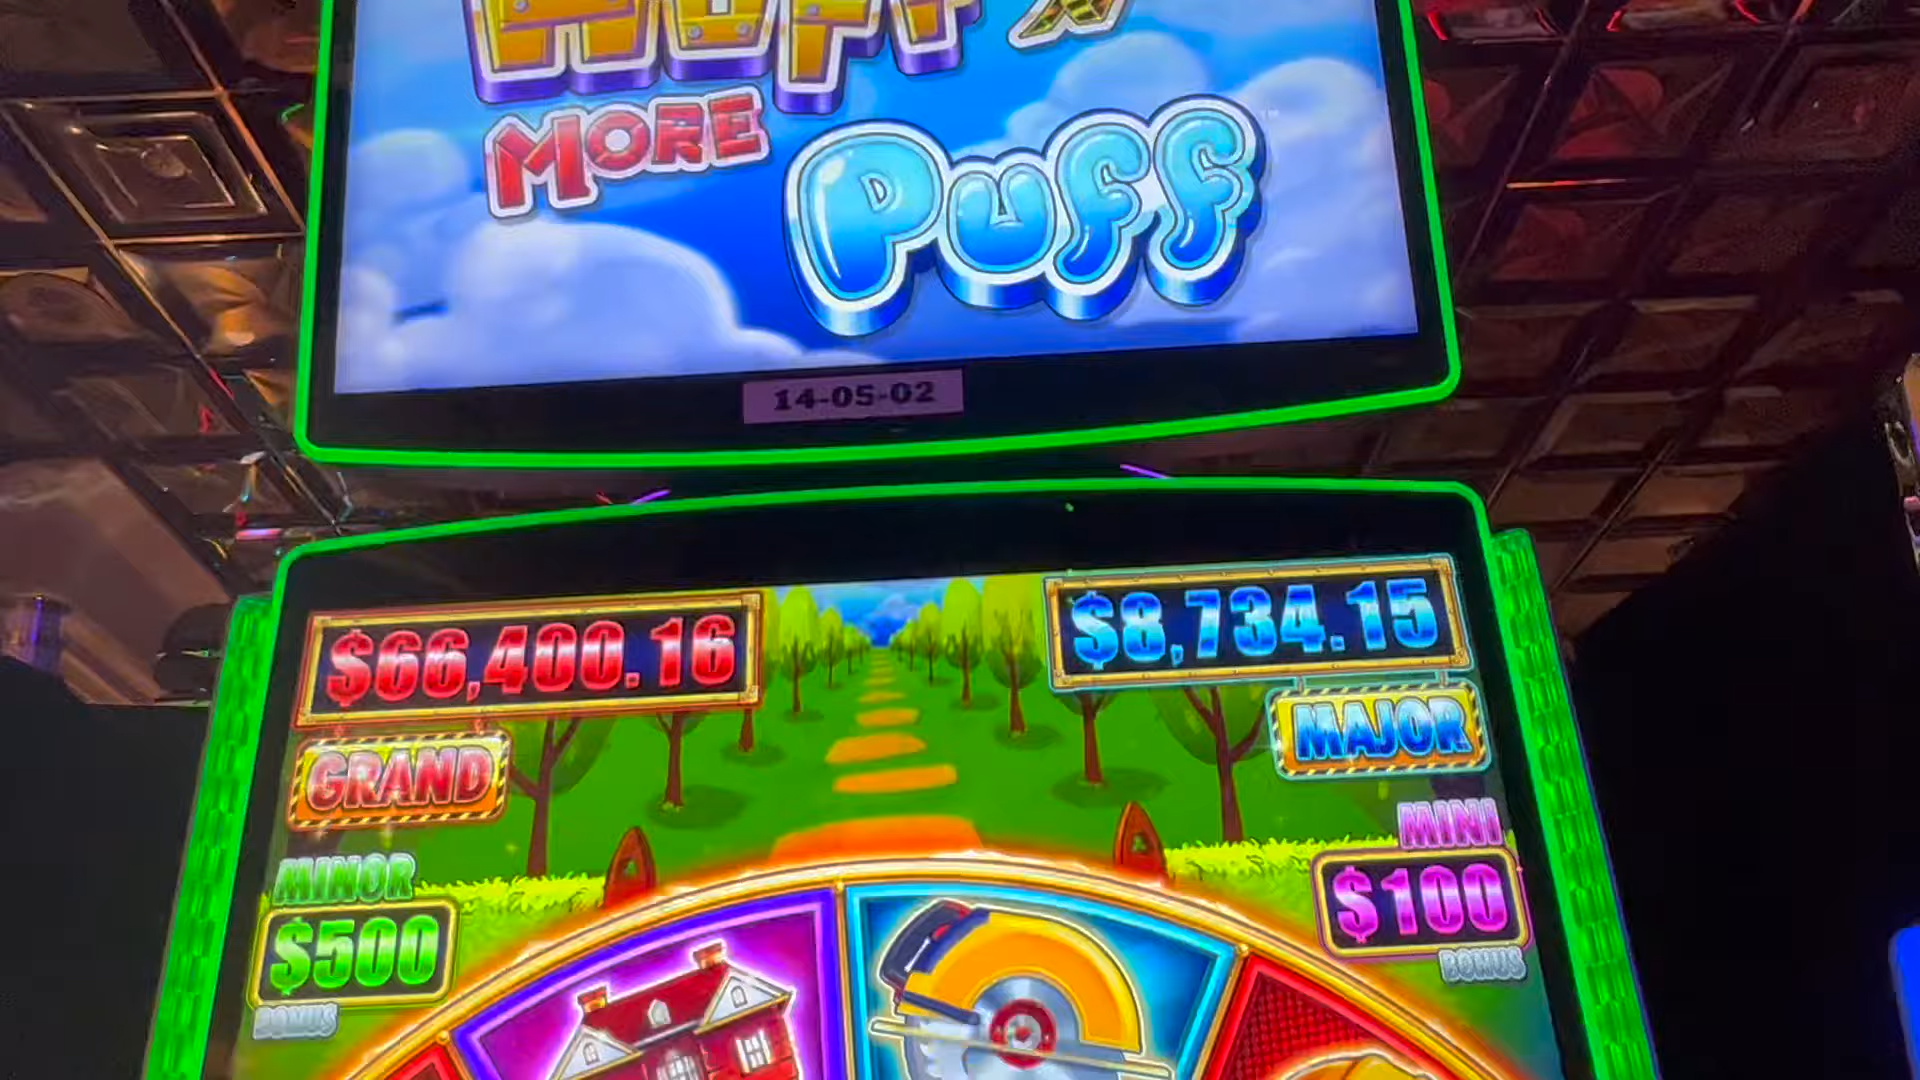 HUFF N'
MORE
PUFF
14-05-02
$66,400.16
$8,734.15
GRAND
MAJOR
MINOR
MINI
$500
$100
BONUS
BONUS